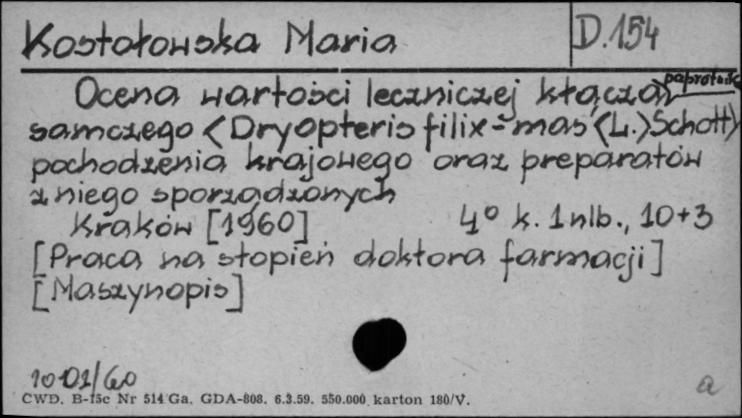 Kostołowska Maria
D.154
Ocena wartości leczniczej kłącza paprotnika
samczego <Dryopteris filix-mas (L.) Schott>
pochodzenia krajowego oraz preparatów
z niego sporządzonych
Kraków [1960] 4° k. 1 nlb., 10+3
[Praca na stopień doktora farmacji]
[Maszynopis]
10 02/60
a
CWD. B-15c Nr 514 Ga. GDA-808. 6.3.59. 550.000 karton 180/V.